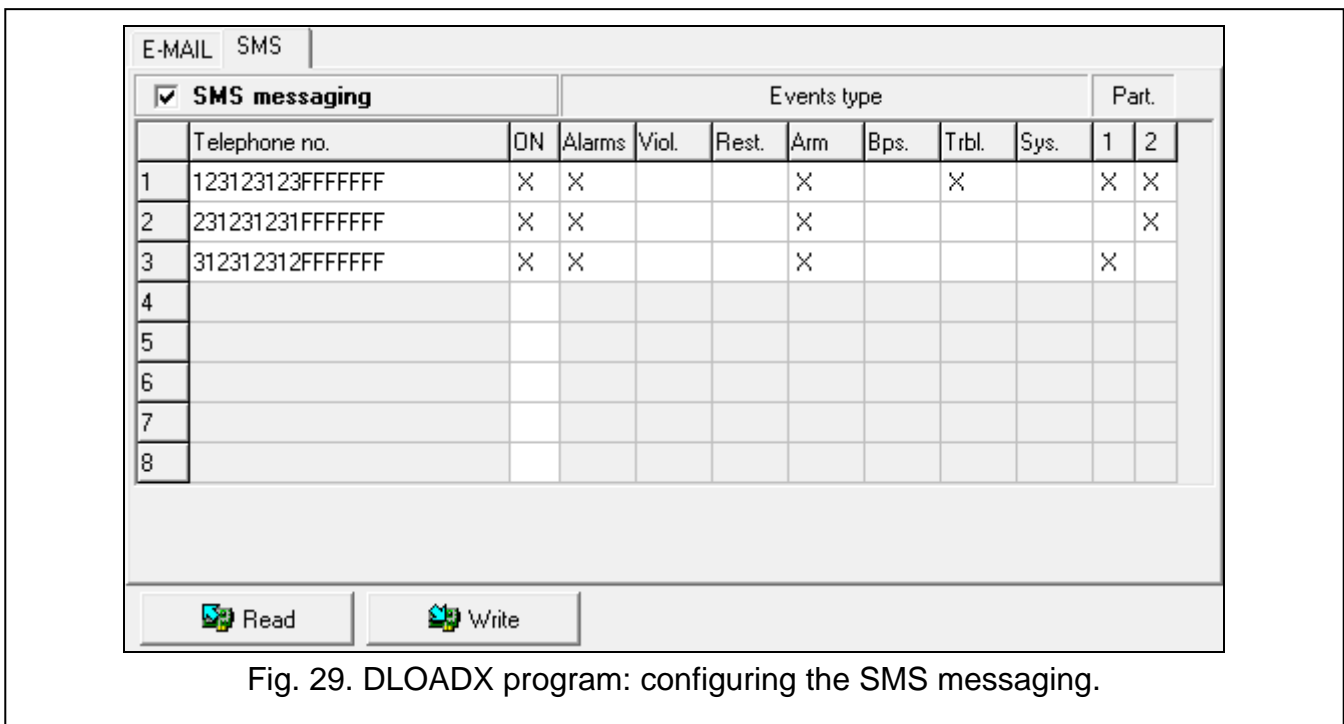 E-MAIL SMS
SMS messaging Events type Part.
Telephone no. ON Alarms Viol. Rest. Arm Bps. Trbl. Sys. 1 2
1 123123123FFFFFFF X X X X X X
2 231231231FFFFFFF X X X X
3 312312312FFFFFFF X X X X
4
5
6
7
8
Read Write
Fig. 29. DLOADX program: configuring the SMS messaging.